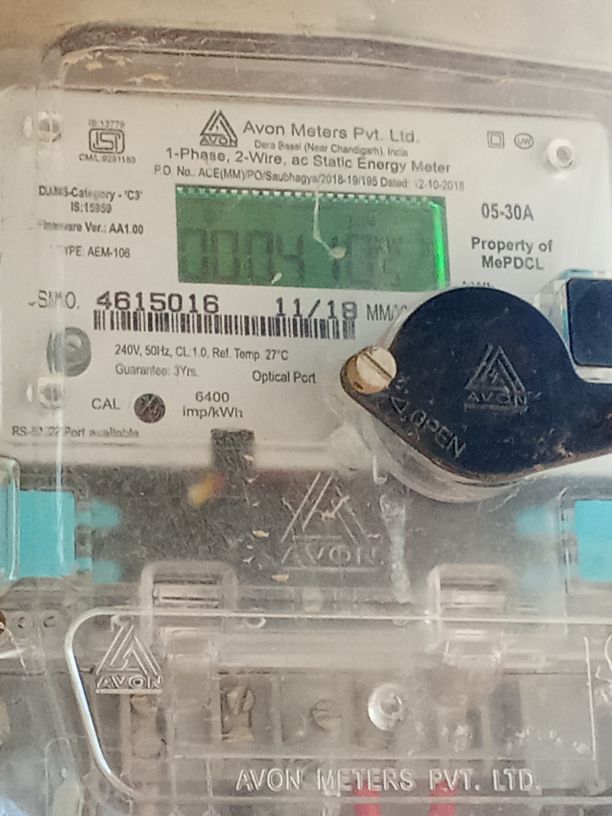 IS:13779
CM/L:9291180
AVON
Avon Meters Pvt. Ltd.
Dera Bassi (Near Chandigarh), India
1-Phase, 2-Wire, ac Static Energy Meter
P.O. No.: ACE(MM)/PO/Saubhagya/2018-19/195 Dated: 12-10-2018
Category - 'C3'
IS:15959
Ver.: AA1.00
TYPE: AEM-106
05-30A
Property of
MePDCL
4615016 11/18
240V, 50Hz, CL 1.0, Ref. Temp. 27°C
Guarantee: 3Yrs.
Optical Port
CAL
6400
imp/kWh
Port available
AVON
OPEN
AVON
AVON
AVON METERS PVT. LTD.